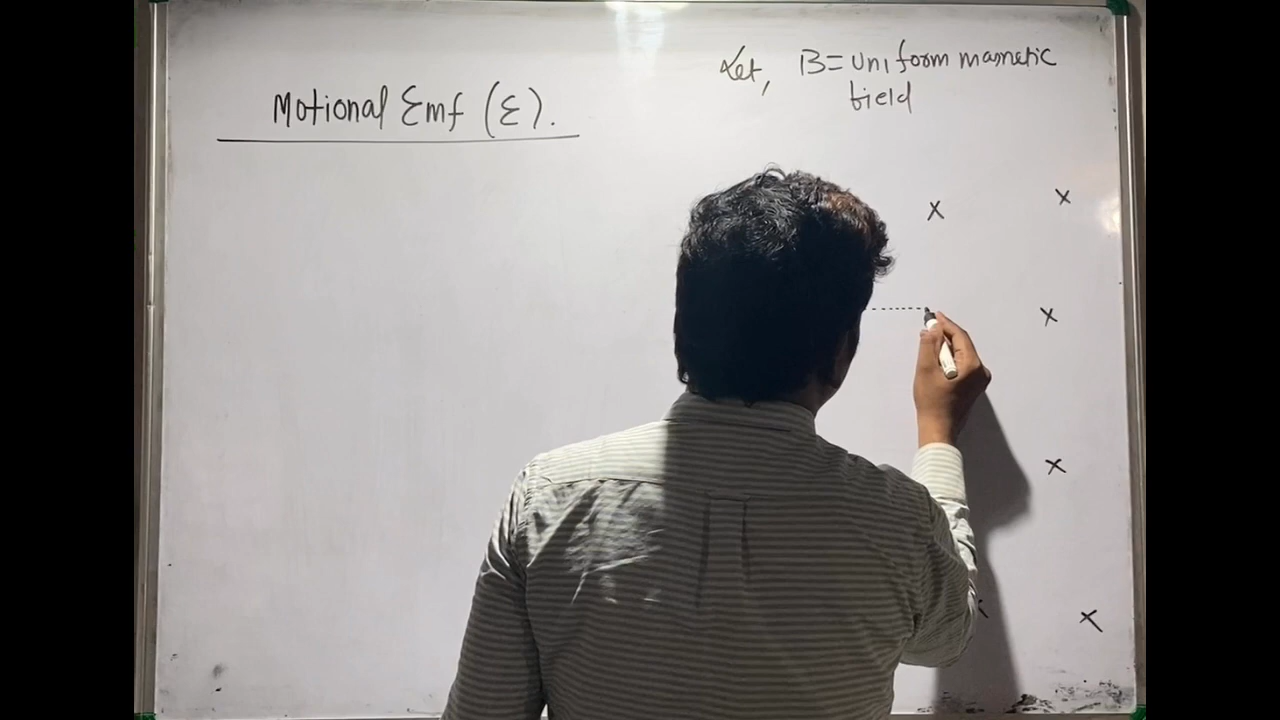 Let, B = uniform magnetic
field
Motional Emf (ε).
x x
x
x
x